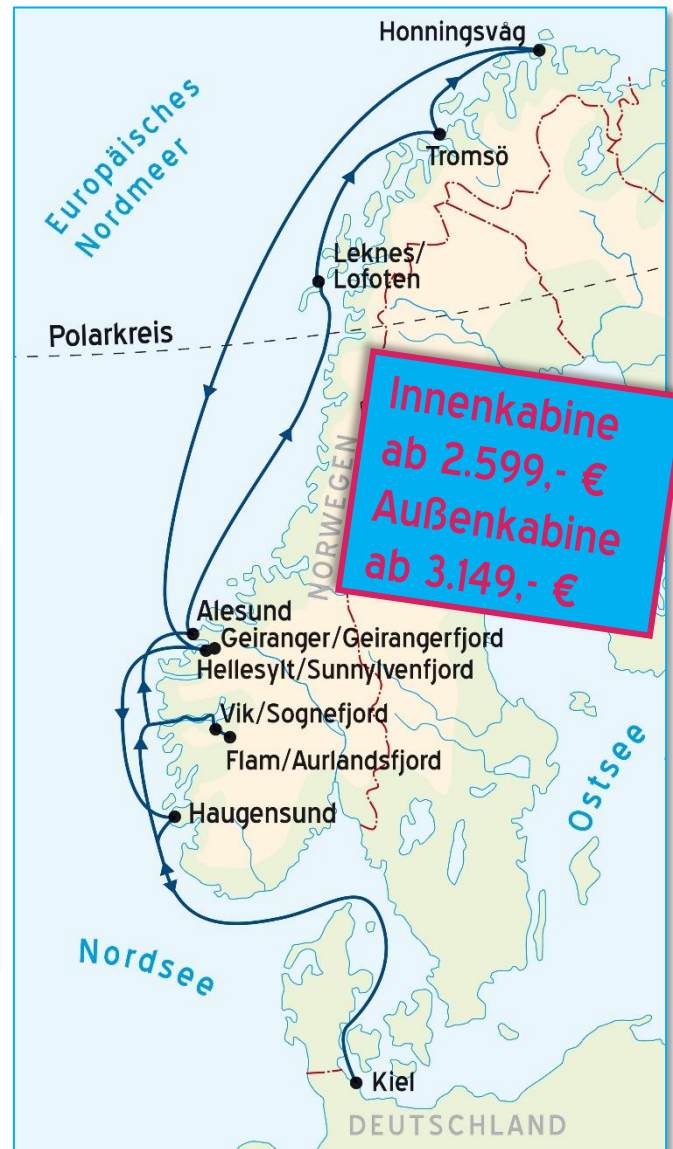 Honningsvåg
Europäisches
Nordmeer
Tromsö
Leknes/
Lofoten
Polarkreis
Innenkabine
ab 2.599,- €
Außenkabine
ab 3.149,- €
NORWEGEN
Alesund
Geiranger/Geirangerfjord
Hellesylt/Sunnylvenfjord
Vik/Sognefjord
Flam/Aurlandsfjord
Ostsee
Haugensund
Nordsee
Kiel
DEUTSCHLAND